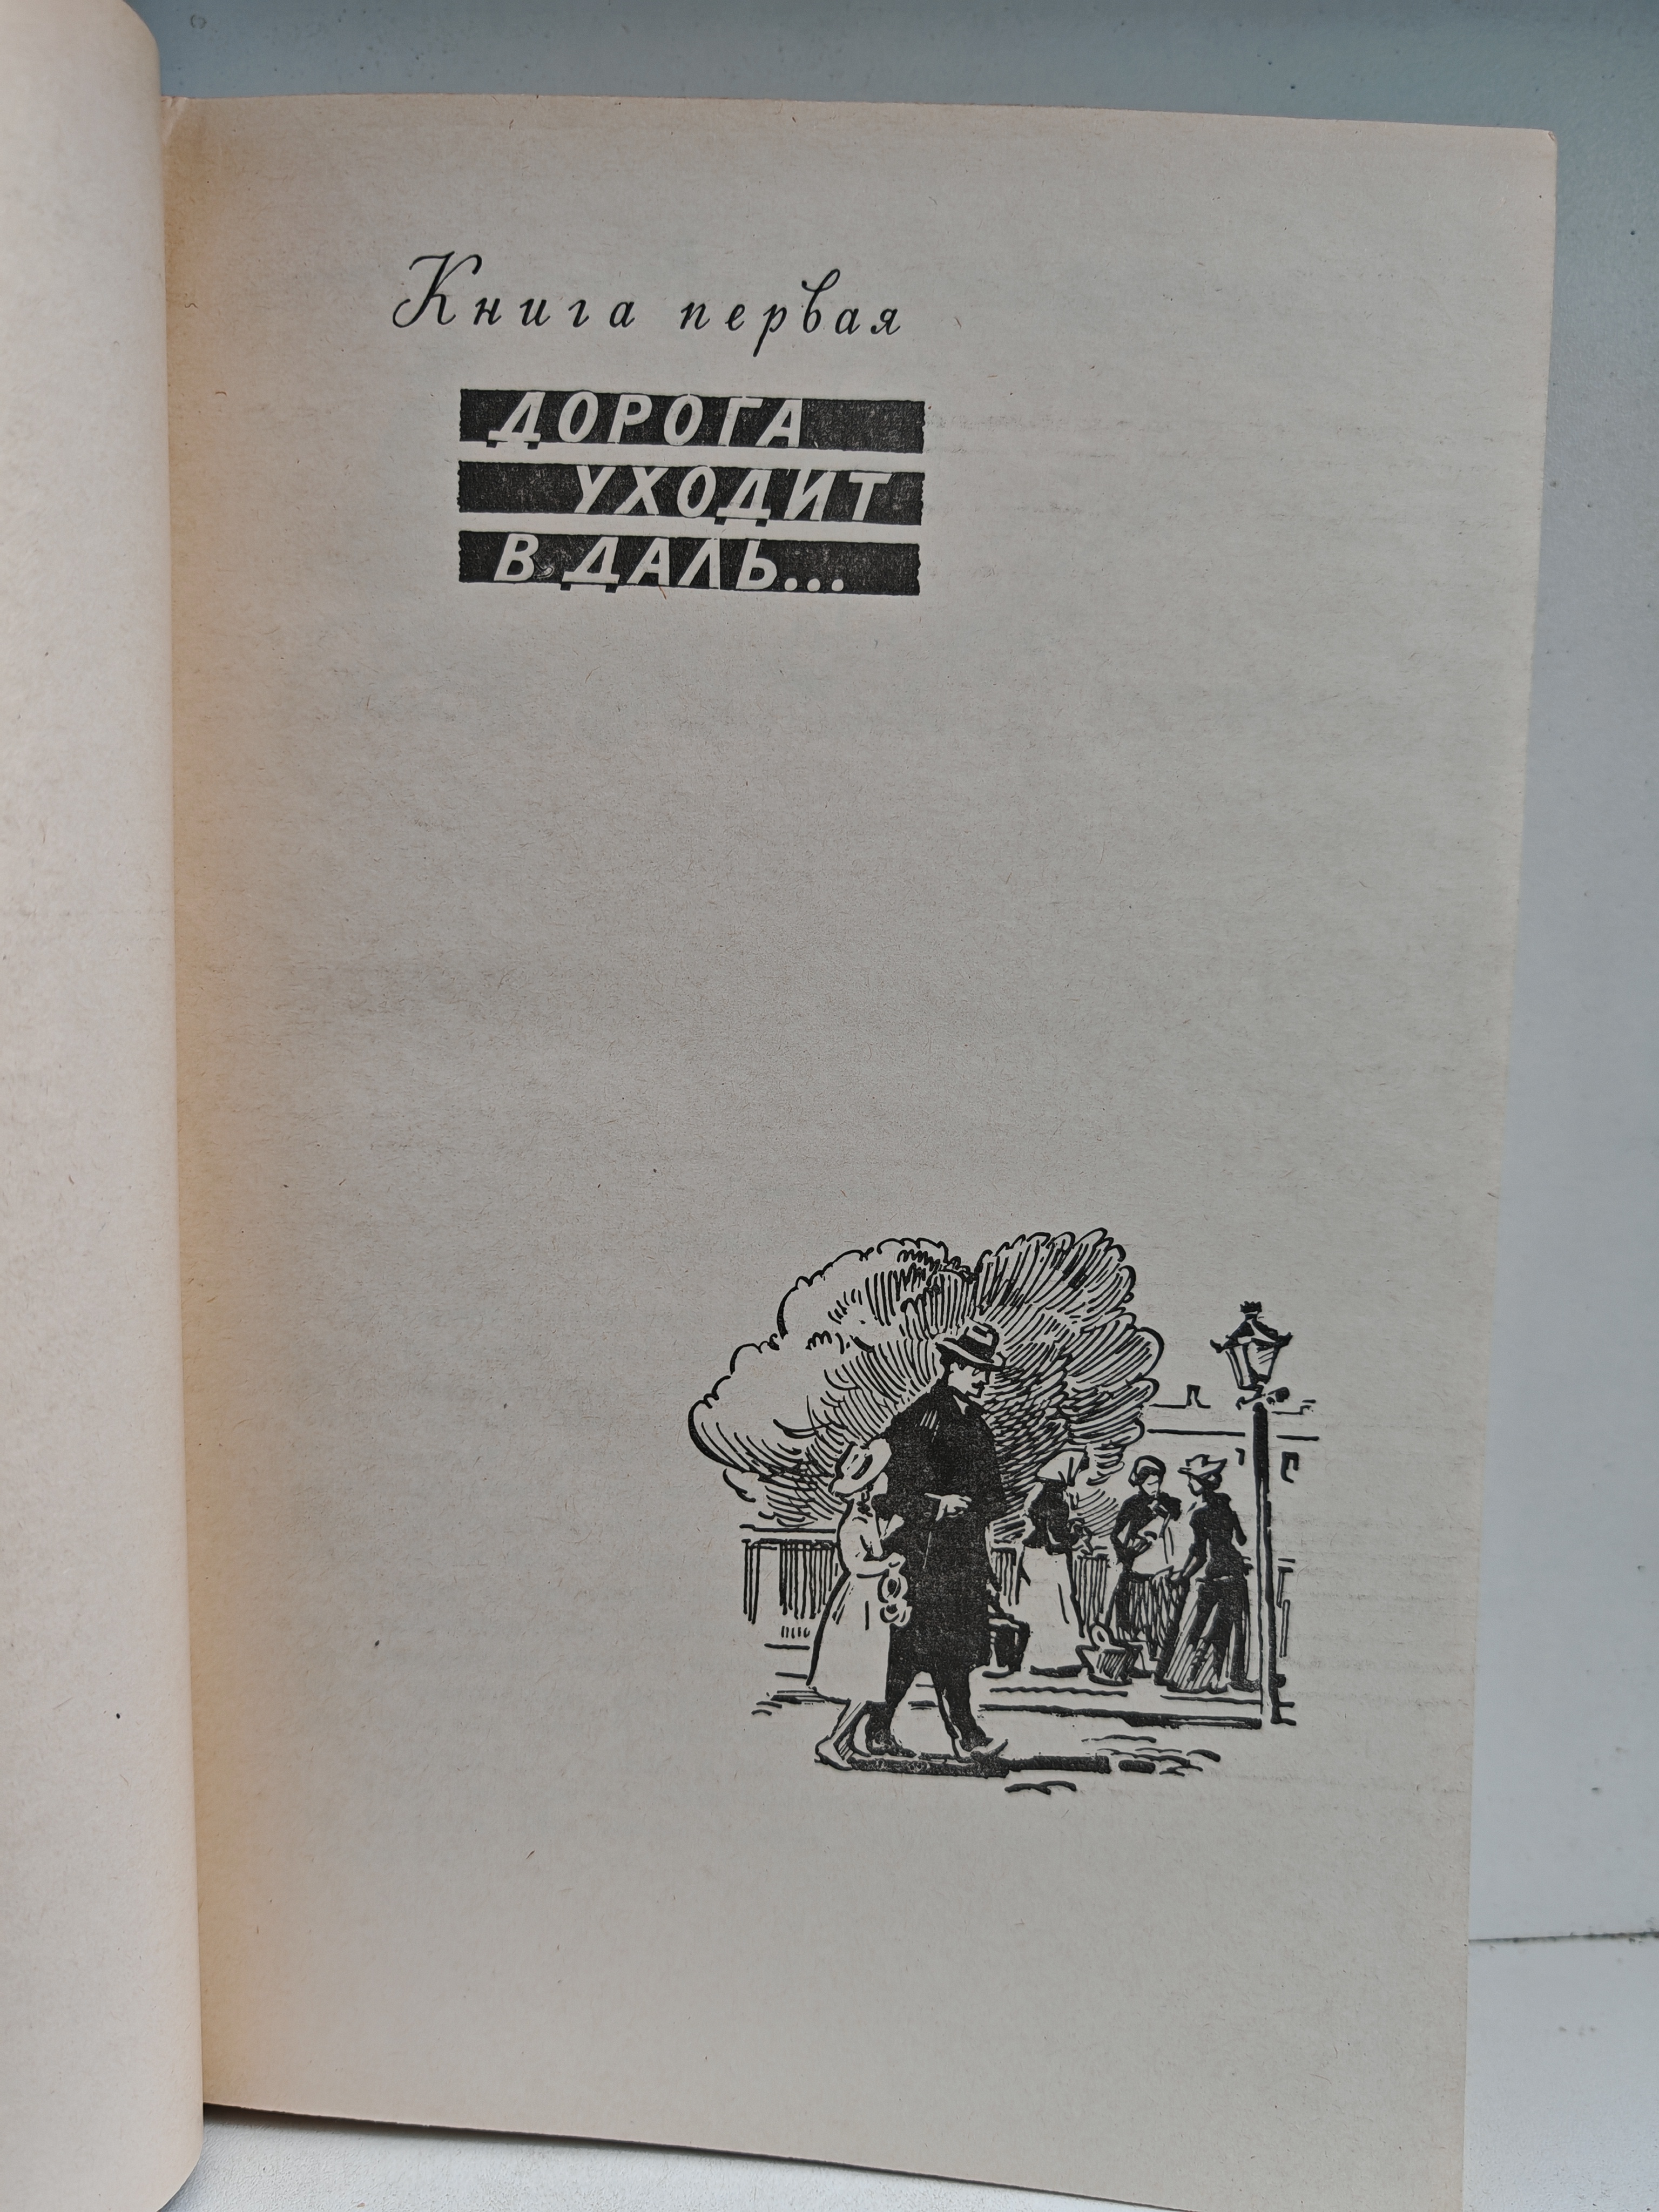 Книга первая
ДОРОГА
УХОДИТ
В ДАЛЬ...